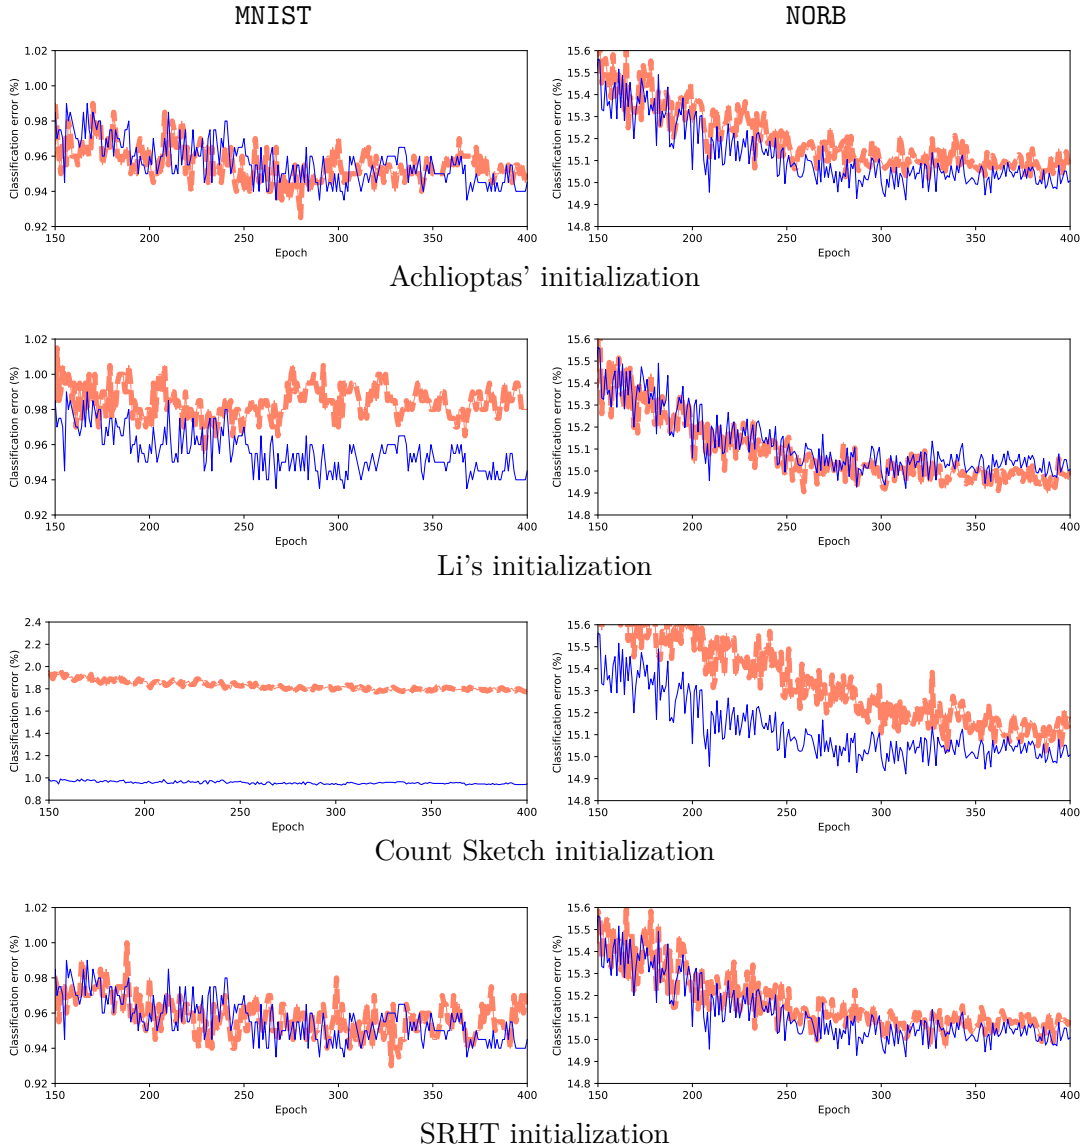 MNIST NORB
Classification error (%)
1.02
1.00
0.98
0.96
0.94
0.92
150 200 250 300 350 400
Epoch
Classification error (%)
15.6
15.5
15.4
15.3
15.2
15.1
15.0
14.9
14.8
150 200 250 300 350 400
Epoch
Achlioptas’ initialization
Classification error (%)
1.02
1.00
0.98
0.96
0.94
0.92
150 200 250 300 350 400
Epoch
Classification error (%)
15.6
15.5
15.4
15.3
15.2
15.1
15.0
14.9
14.8
150 200 250 300 350 400
Epoch
Li’s initialization
Classification error (%)
2.4
2.2
2.0
1.8
1.6
1.4
1.2
1.0
0.8
150 200 250 300 350 400
Epoch
Classification error (%)
15.6
15.5
15.4
15.3
15.2
15.1
15.0
14.9
14.8
150 200 250 300 350 400
Epoch
Count Sketch initialization
Classification error (%)
1.02
1.00
0.98
0.96
0.94
0.92
150 200 250 300 350 400
Epoch
Classification error (%)
15.6
15.5
15.4
15.3
15.2
15.1
15.0
14.9
14.8
150 200 250 300 350 400
Epoch
SRHT initialization